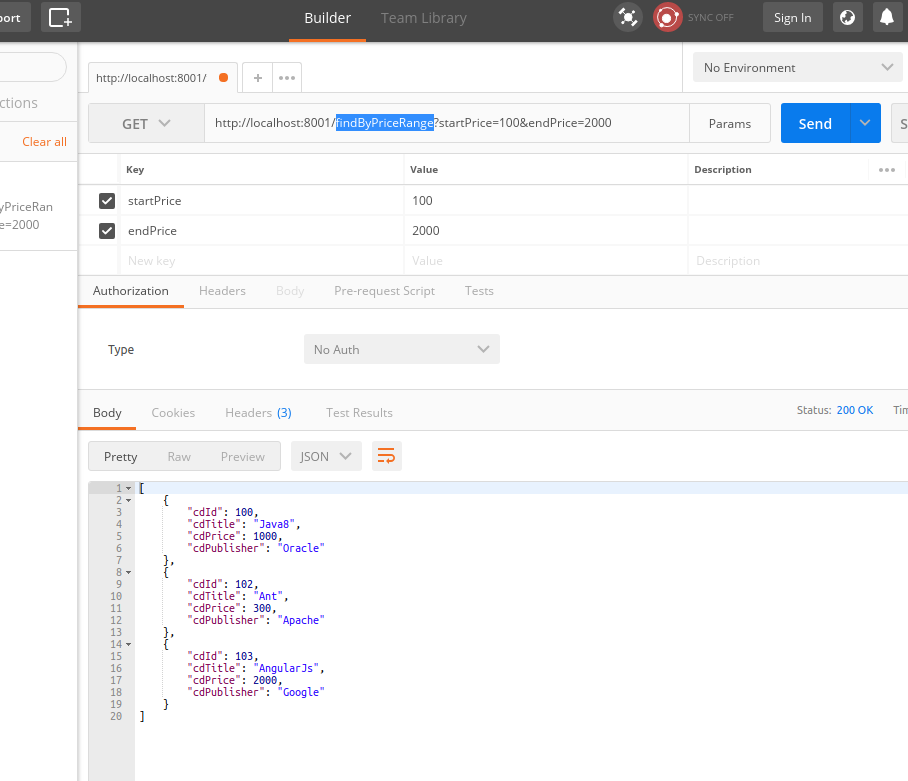 port
Builder
Team Library
SYNC OFF
Sign In
http://localhost:8001/
+
No Environment
ctions
Clear all
yPriceRan
e=2000
GET
http://localhost:8001/findByPriceRange?startPrice=100&endPrice=2000
Params
Send
S
Key Value Description
startPrice 100
endPrice 2000
New key Value Description
Authorization Headers Body Pre-request Script Tests
Type No Auth
Body Cookies Headers (3) Test Results Status: 200 OK Tim
Pretty Raw Preview JSON
1 [
2 {
3 "cdId": 100,
4 "cdTitle": "Java8",
5 "cdPrice": 1000,
6 "cdPublisher": "Oracle"
7 },
8 {
9 "cdId": 102,
10 "cdTitle": "Ant",
11 "cdPrice": 300,
12 "cdPublisher": "Apache"
13 },
14 {
15 "cdId": 103,
16 "cdTitle": "AngularJs",
17 "cdPrice": 2000,
18 "cdPublisher": "Google"
19 }
20 ]